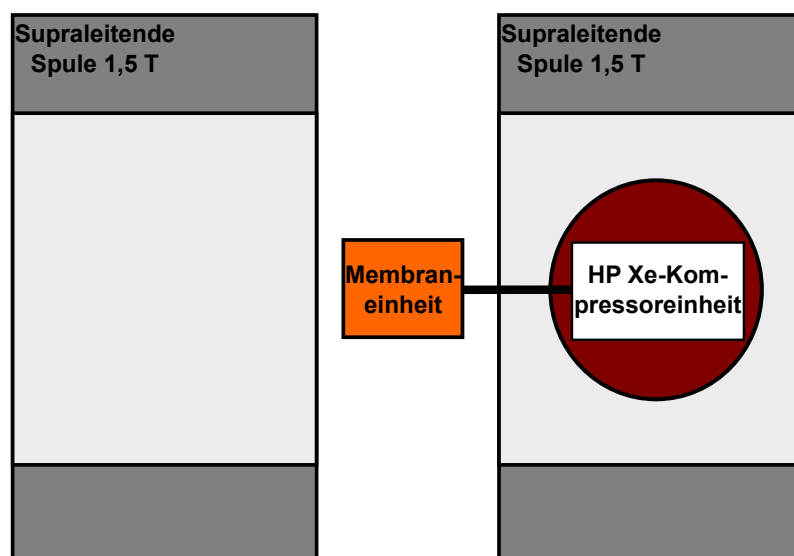 Supraleitende
Spule 1,5 T
Supraleitende
Spule 1,5 T
Membran-
einheit
HP Xe-Kom-
pressoreinheit